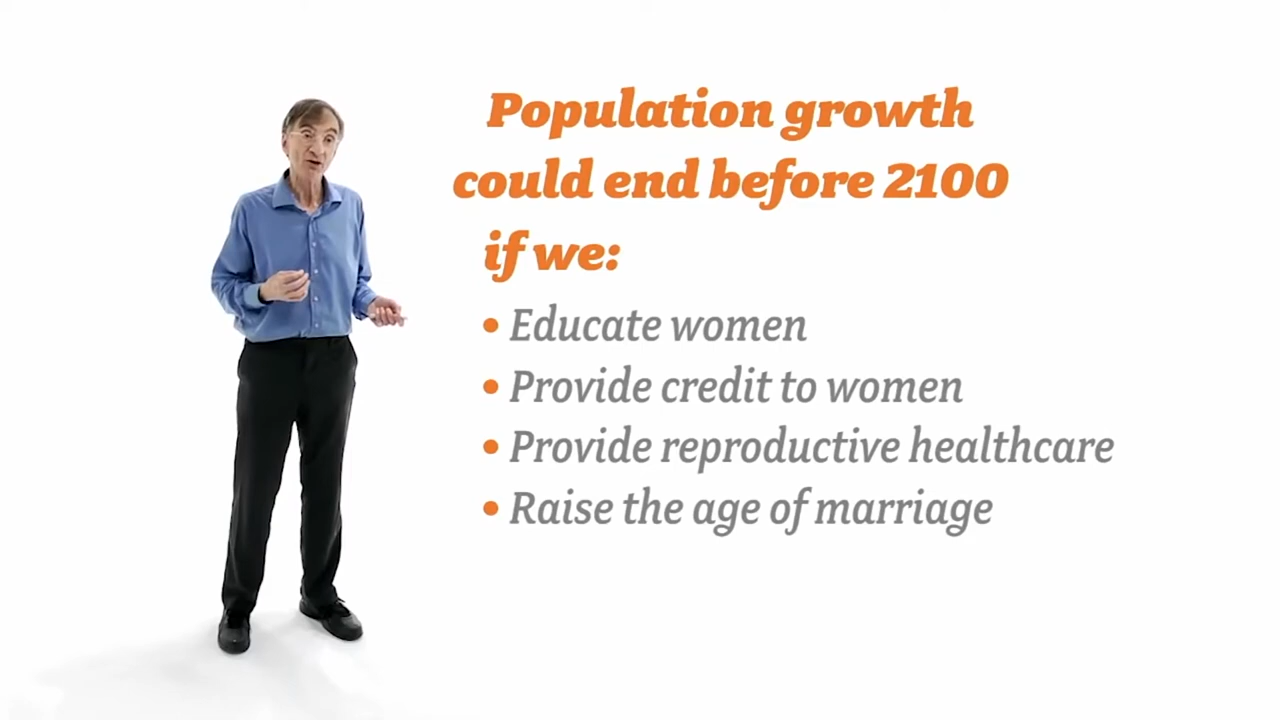 Population growth
could end before 2100
if we:
• Educate women
• Provide credit to women
• Provide reproductive healthcare
• Raise the age of marriage